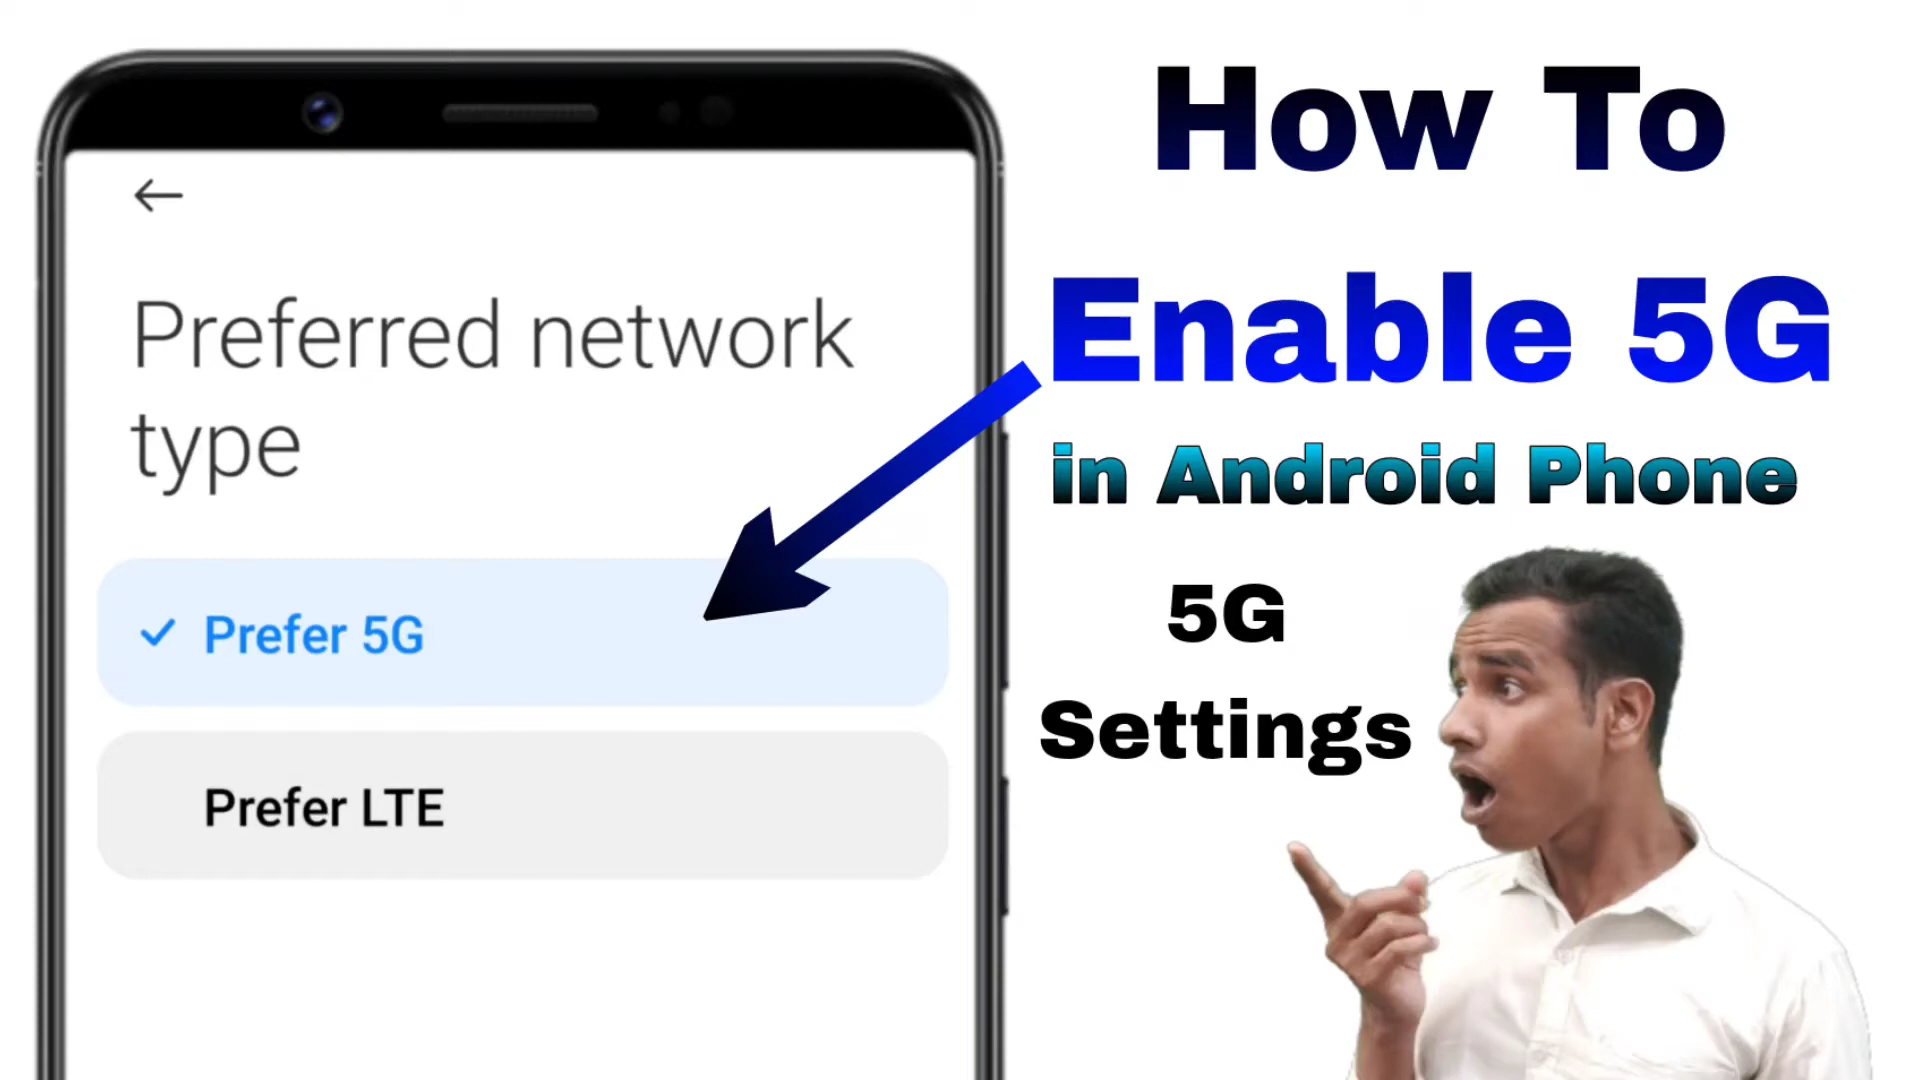 Preferred network
type
Prefer 5G
Prefer LTE
How To
Enable 5G
in Android Phone
5G
Settings